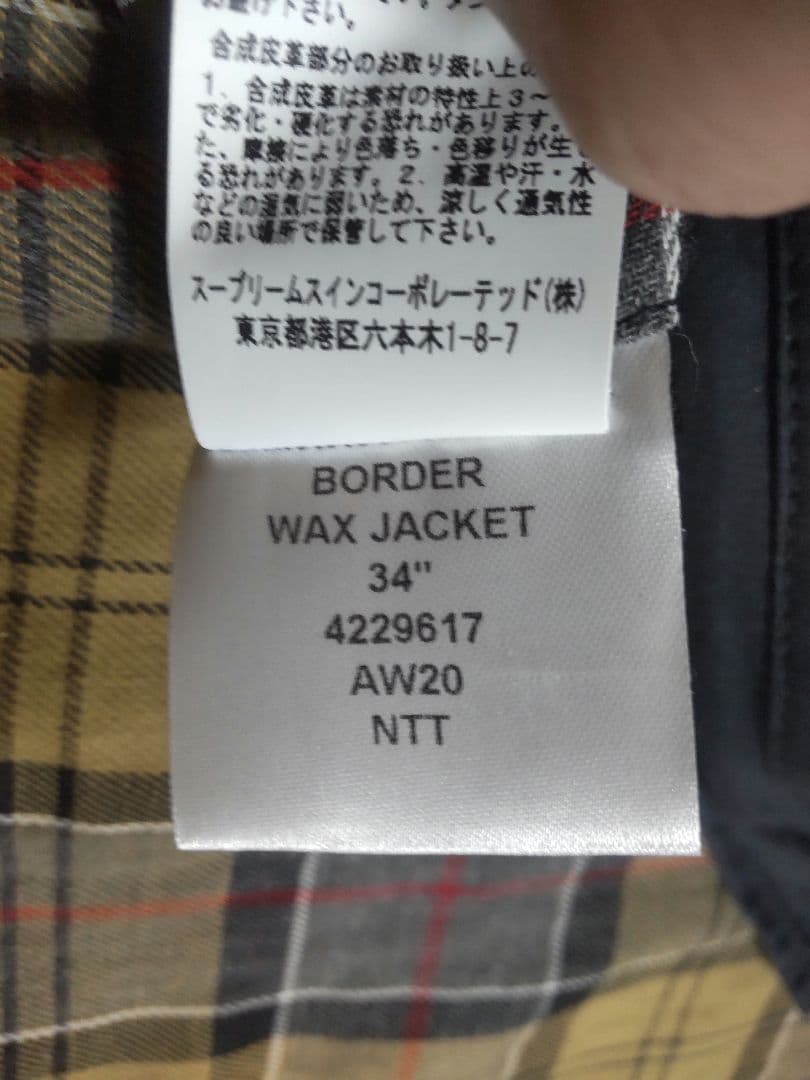 お避け下さい。
合成皮革部分のお取り扱い上の
1．合成皮革は素材の特性上3～
で劣化・硬化する恐れがあります。
た、摩擦により色落ち・色移りが生
る恐れがあります。2．高温や汗・水
などの湿気に弱いため、涼しく通気性
の良い場所で保管して下さい。
スープリームスインコーポレーテッド(株)
東京都港区六本木1-8-7
BORDER
WAX JACKET
34"
4229617
AW20
NTT